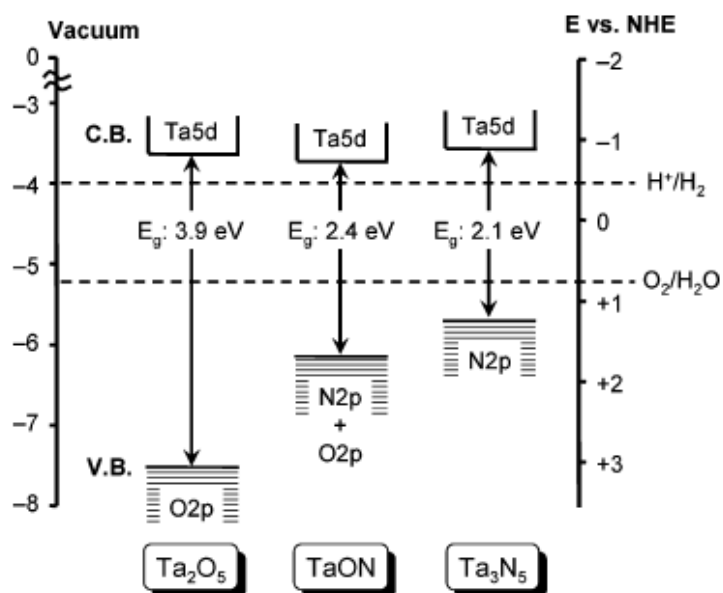 Vacuum
E vs. NHE
0
–3
–4
–5
–6
–7
–8
–2
–1
0
+1
+2
+3
C.B.
Ta5d
Ta5d
Ta5d
H⁺/H₂
E_g: 3.9 eV
E_g: 2.4 eV
E_g: 2.1 eV
O₂/H₂O
V.B.
O2p
N2p
+
O2p
N2p
Ta₂O₅
TaON
Ta₃N₅